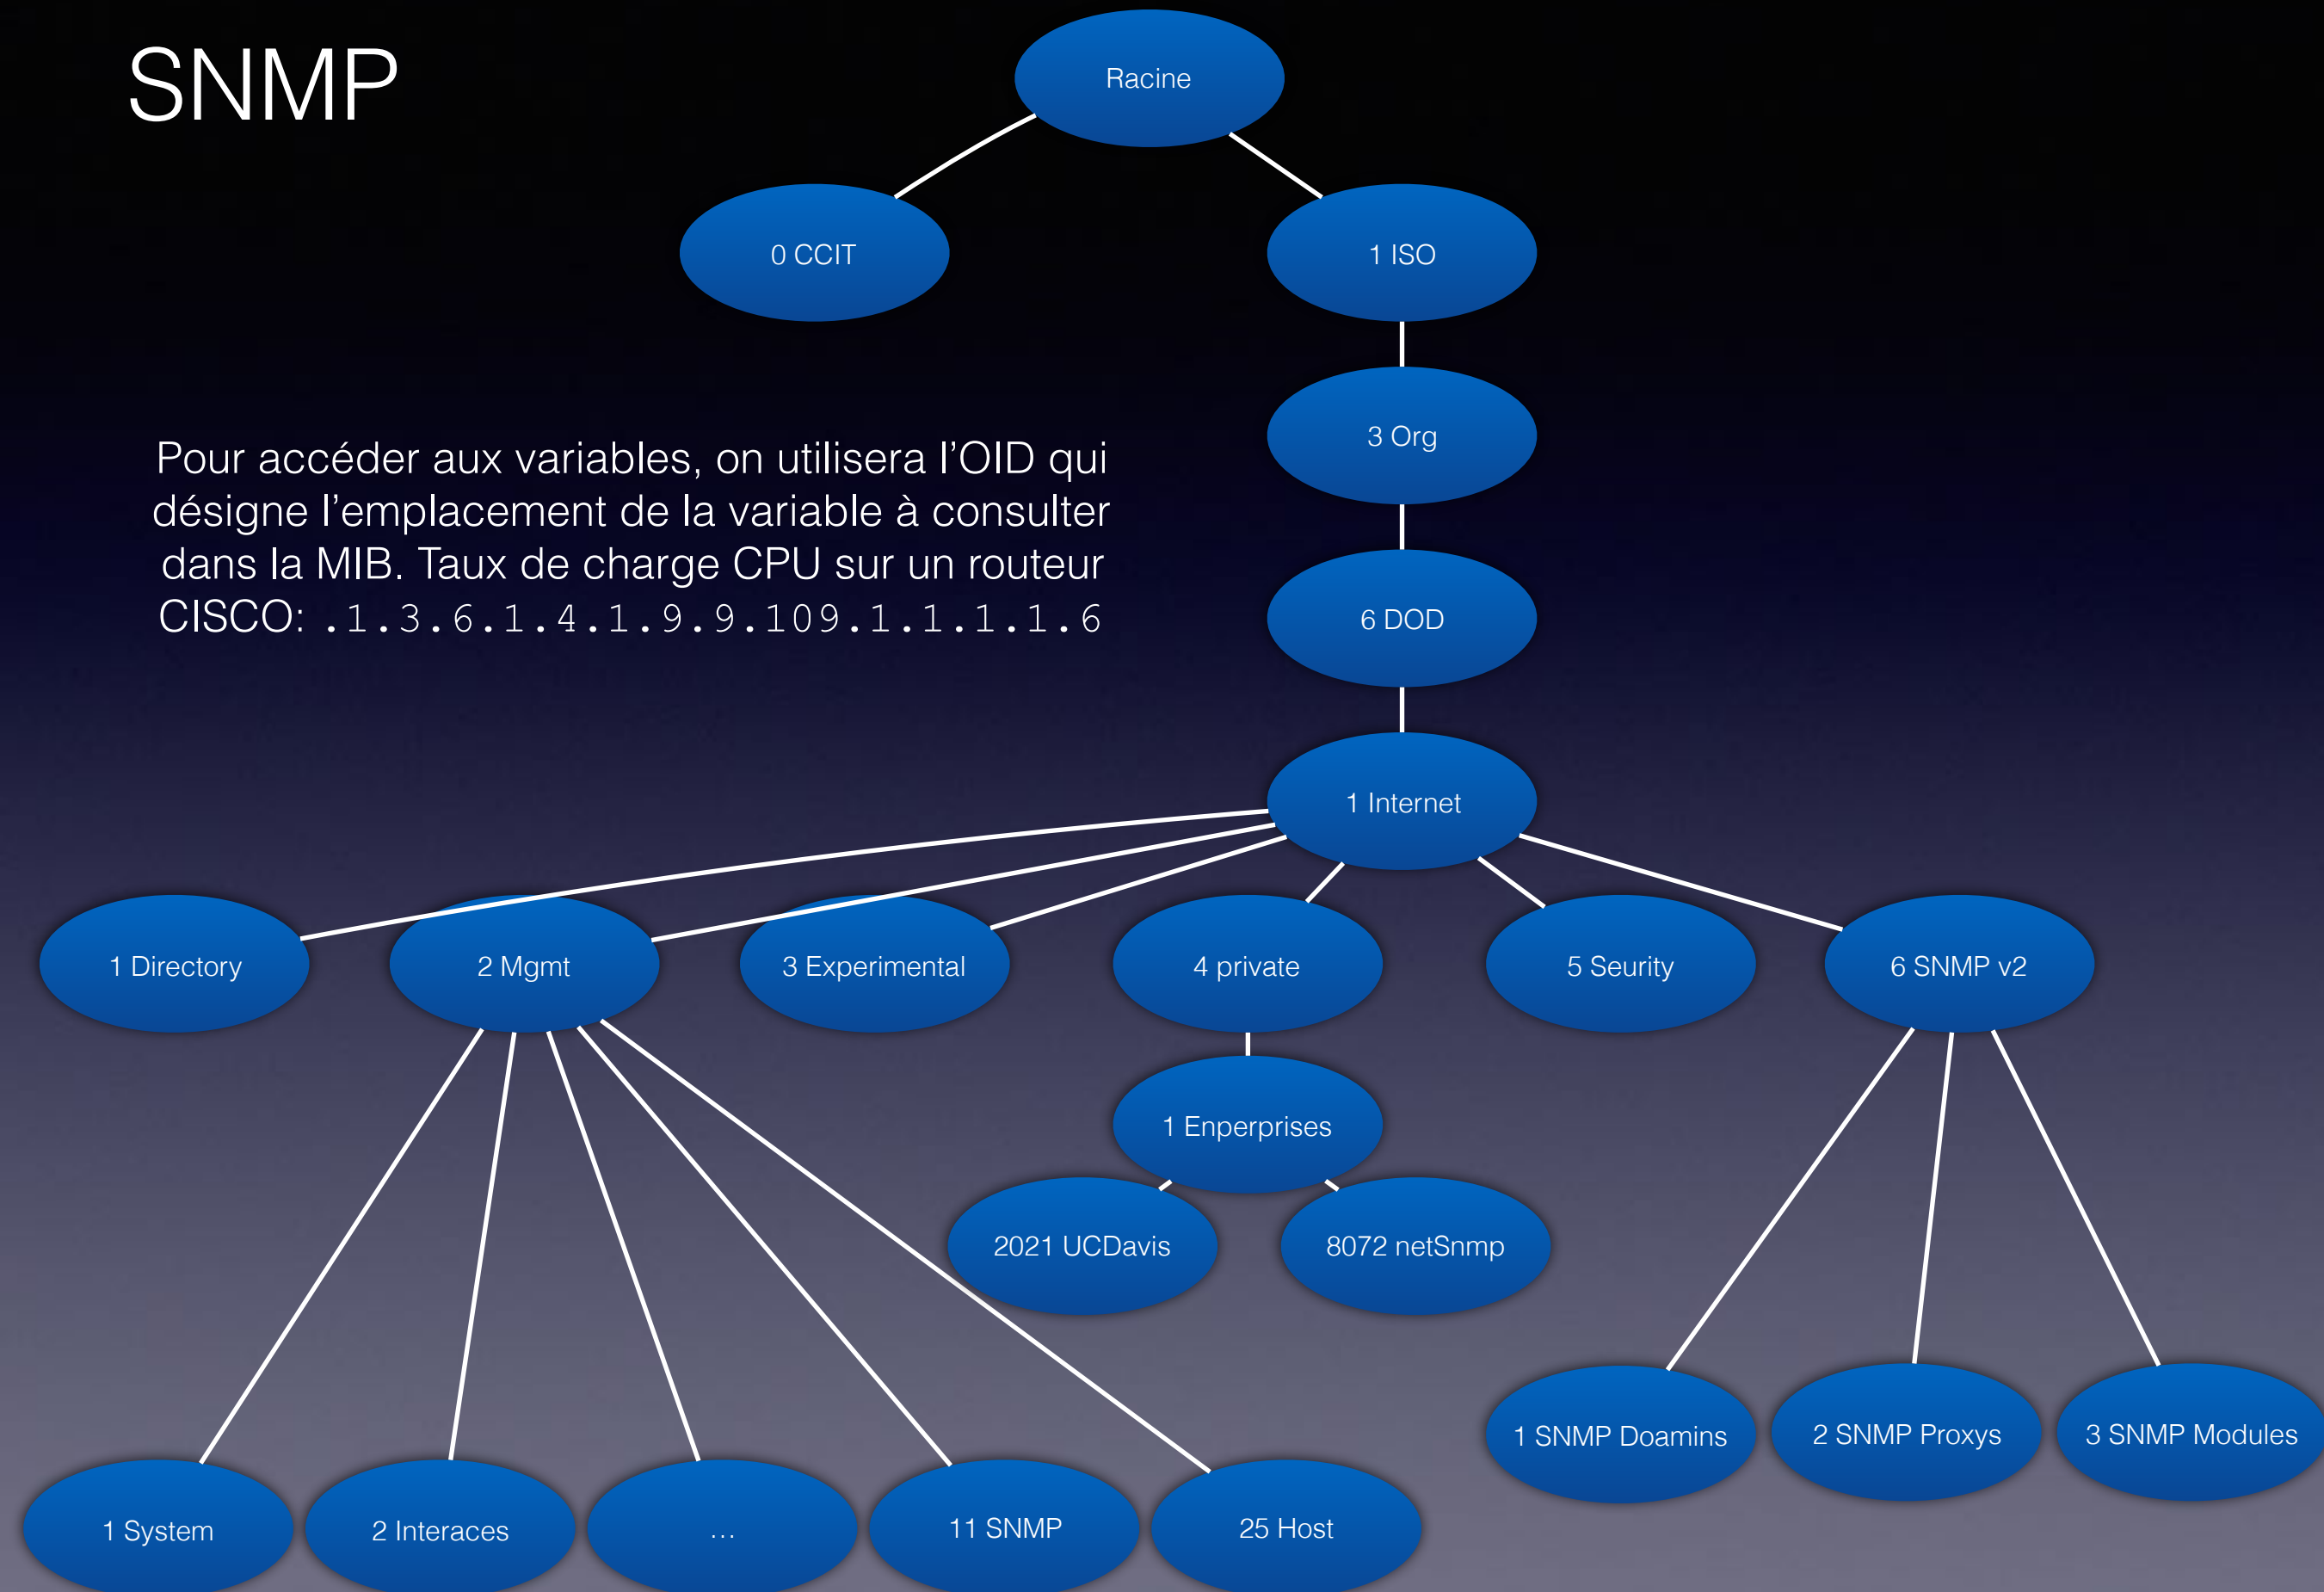 SNMP
Racine
0 CCIT
1 ISO
3 Org
Pour accéder aux variables, on utilisera l’OID qui
désigne l’emplacement de la variable à consulter
dans la MIB. Taux de charge CPU sur un routeur
CISCO: .1.3.6.1.4.1.9.9.109.1.1.1.1.6
6 DOD
1 Internet
1 Directory
2 Mgmt
3 Experimental
4 private
5 Seurity
6 SNMP v2
1 Enperprises
2021 UCDavis
8072 netSnmp
1 SNMP Doamins
2 SNMP Proxys
3 SNMP Modules
1 System
2 Interaces
…
11 SNMP
25 Host